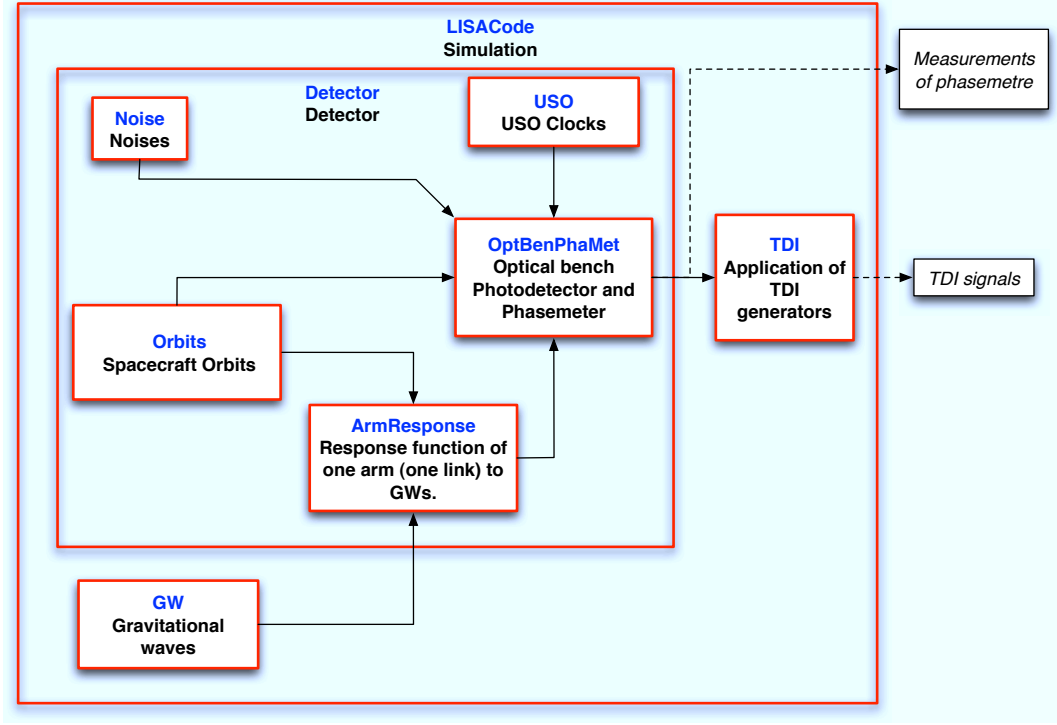 LISACode
Simulation
Measurements
of phasemetre
Detector
Detector
USO
USO Clocks
Noise
Noises
OptBenPhaMet
Optical bench
Photodetector and
Phasemeter
TDI
Application of
TDI
generators
TDI signals
Orbits
Spacecraft Orbits
ArmResponse
Response function of
one arm (one link) to
GWs.
GW
Gravitational
waves